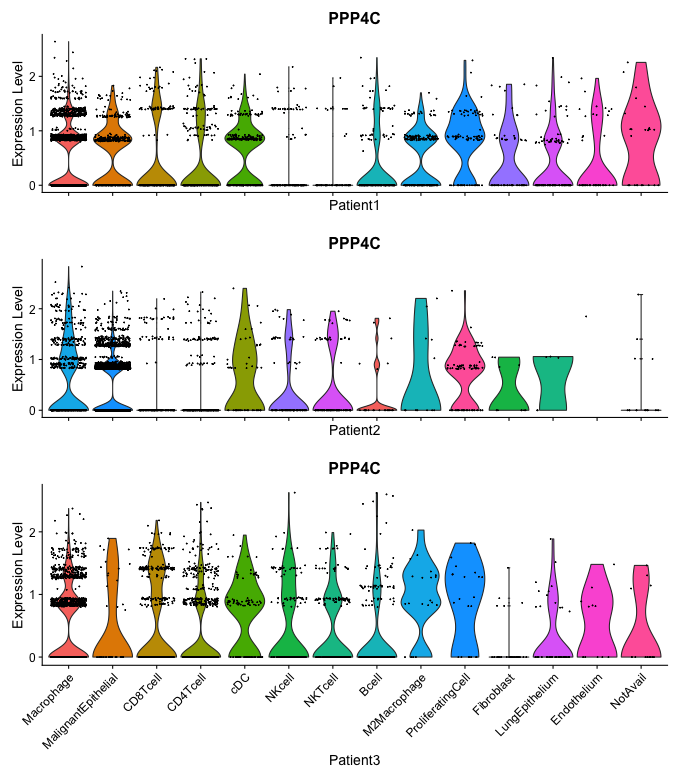 PPP4C
Expression Level
2
1
0
Patient1
PPP4C
Expression Level
2
1
0
Patient2
PPP4C
Expression Level
2
1
0
Macrophage
MalignantEpithelial
CD8Tcell
CD4Tcell
cDC
NKcell
NKTcell
Bcell
M2Macrophage
ProliferatingCell
Fibroblast
LungEpithelium
Endothelium
NotAvail
Patient3